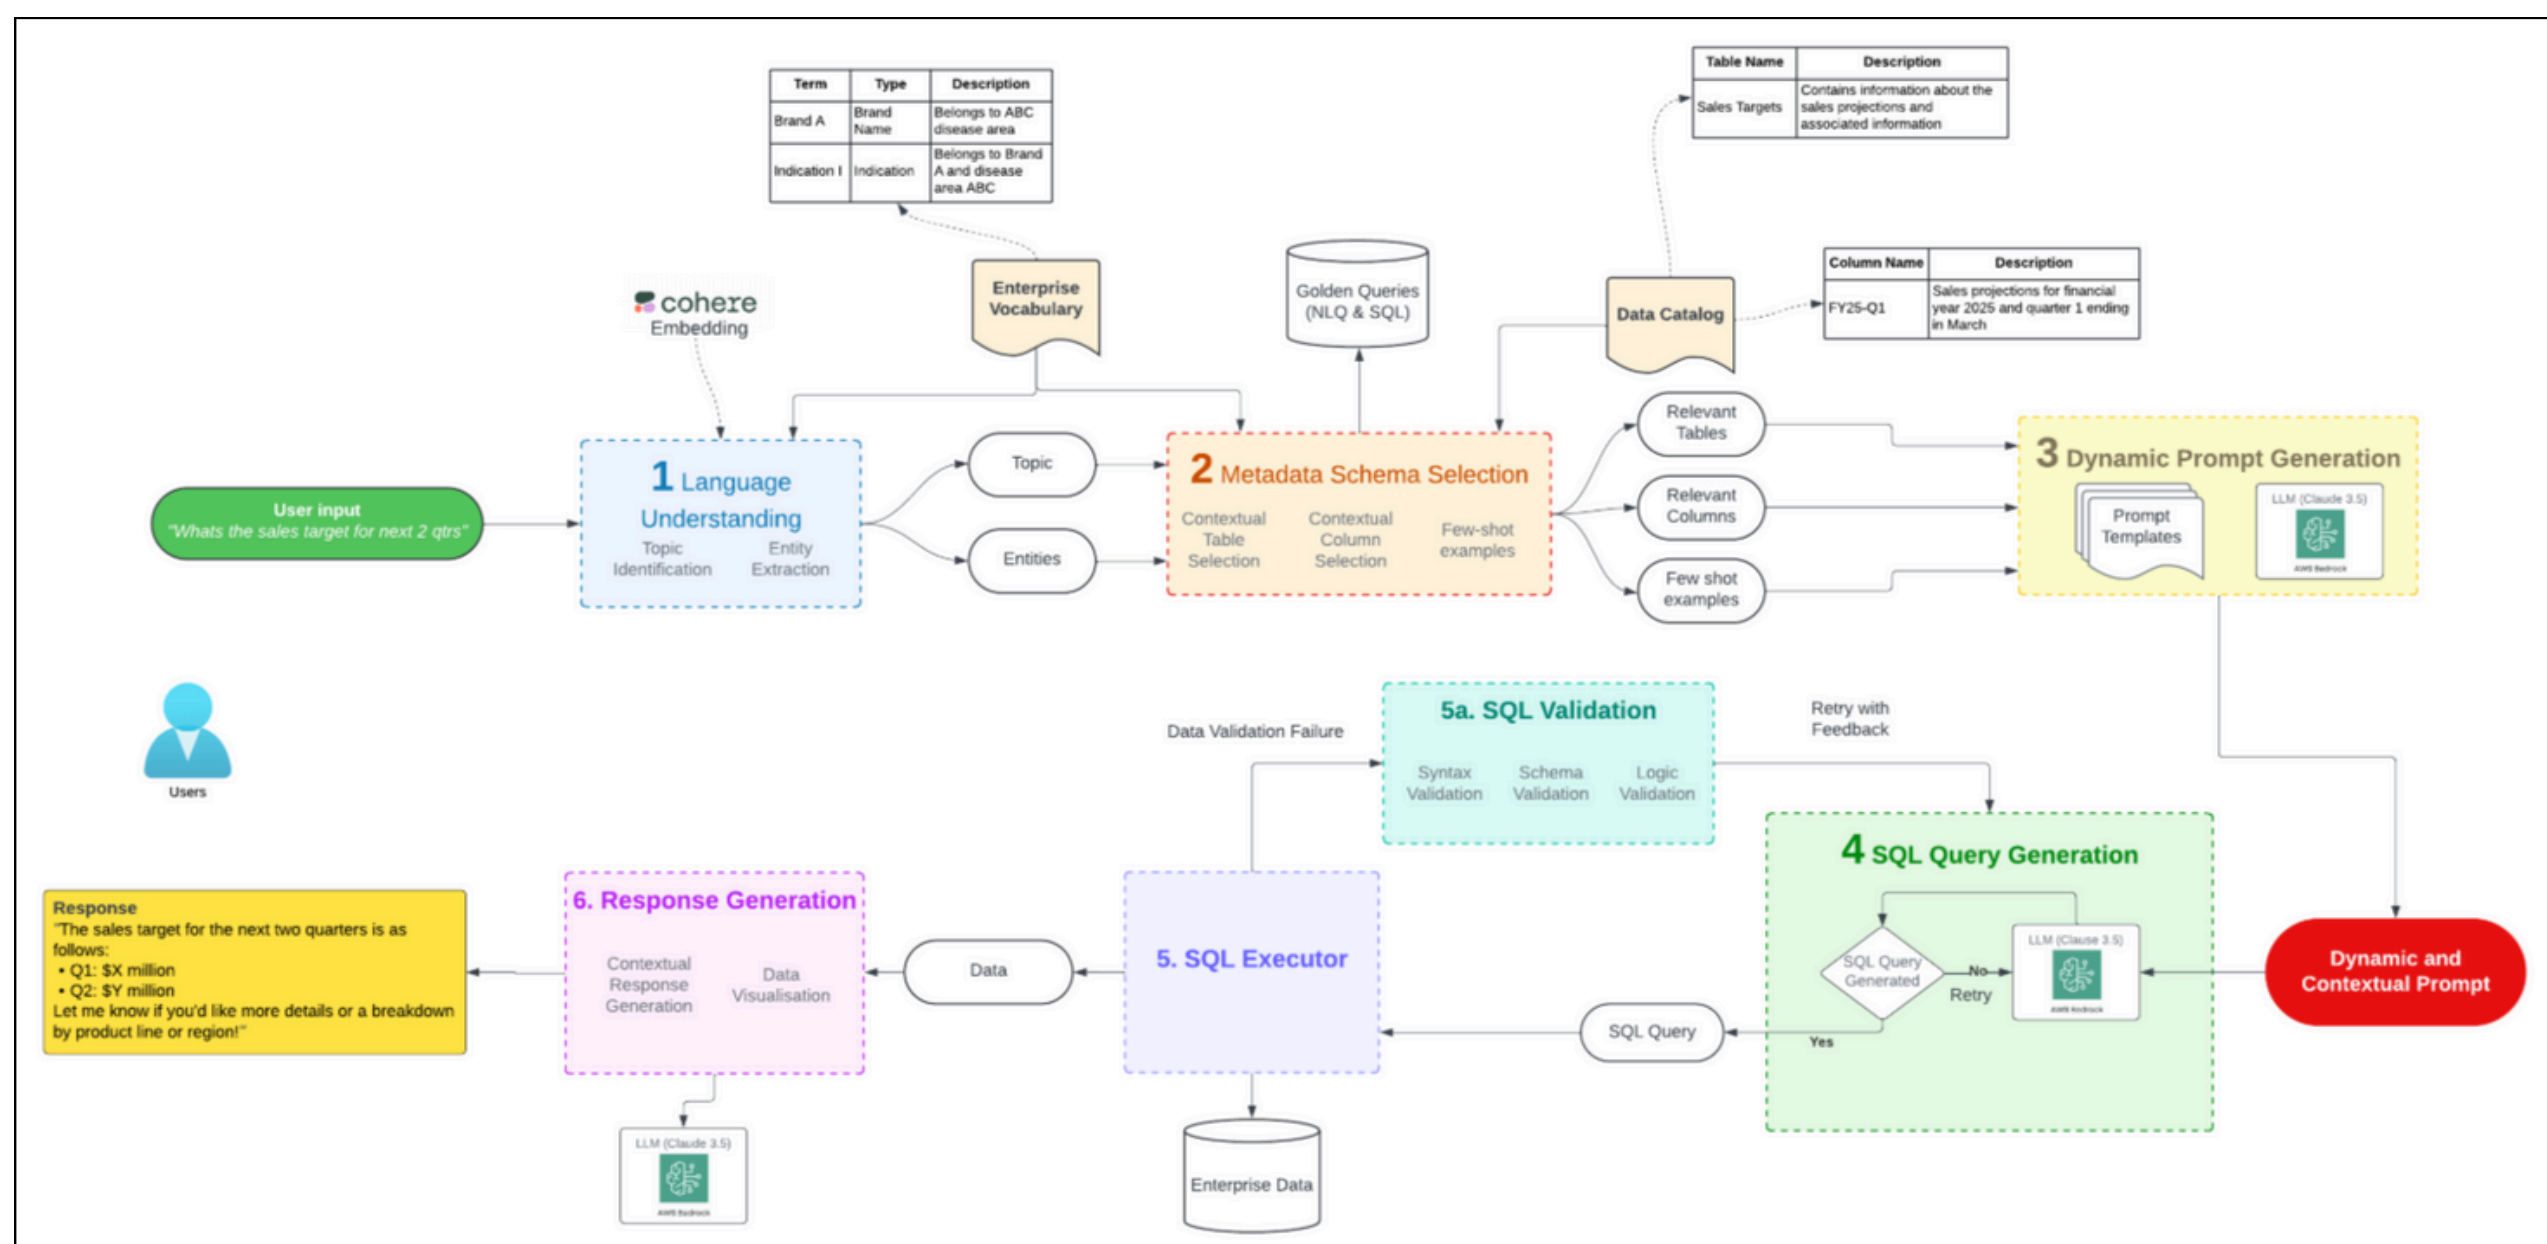 Term Type Description
Brand A Brand Name Belongs to ABC disease area
Indication I Indication Belongs to Brand A and disease area ABC
Table Name Description
Sales Targets Contains information about the sales projections and associated information
Column Name Description
FY25-Q1 Sales projections for financial year 2025 and quarter 1 ending in March
cohere
Embedding
Enterprise
Vocabulary
Golden Queries
(NLQ & SQL)
Data Catalog
User input
"Whats the sales target for next 2 qtrs"
1 Language
Understanding
Topic
Identification
Entity
Extraction
Topic
Entities
2 Metadata Schema Selection
Contextual
Table
Selection
Contextual
Column
Selection
Few-shot
examples
Relevant
Tables
Relevant
Columns
Few shot
examples
3 Dynamic Prompt Generation
Prompt
Templates
LLM (Claude 3.5)
AWS Bedrock
Users
Data Validation Failure
5a. SQL Validation
Syntax
Validation
Schema
Validation
Logic
Validation
Retry with
Feedback
4 SQL Query Generation
SQL Query
Generated
No
Retry
Yes
LLM (Clause 3.5)
AWS Bedrock
Dynamic and
Contextual Prompt
SQL Query
5. SQL Executor
Enterprise Data
Data
6. Response Generation
Contextual
Response
Generation
Data
Visualisation
LLM (Claude 3.5)
AWS Bedrock
Response
"The sales target for the next two quarters is as
follows:
• Q1: $X million
• Q2: $Y million
Let me know if you'd like more details or a breakdown
by product line or region!"